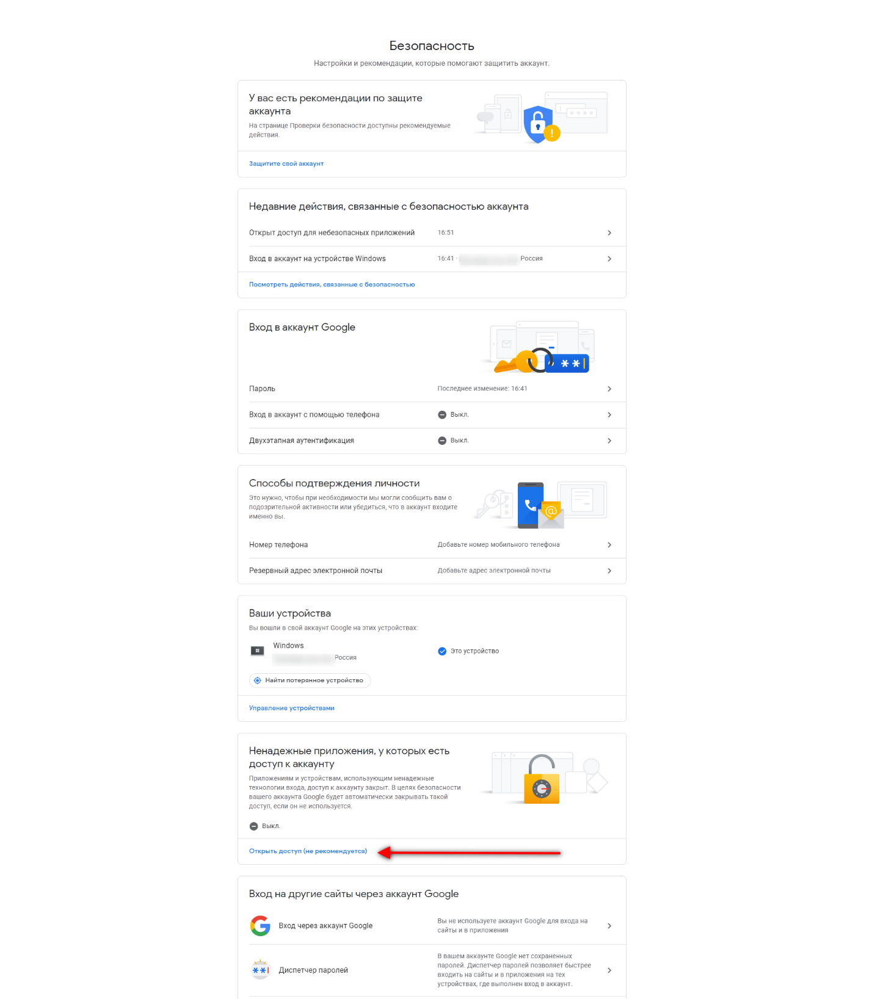 Безопасность
Настройки и рекомендации, которые помогают защитить аккаунт.
У вас есть рекомендации по защите
аккаунта
На странице Проверки безопасности доступны рекомендуемые
действия.
Защитите свой аккаунт
Недавние действия, связанные с безопасностью аккаунта
Открыт доступ для небезопасных приложений 16:51
Вход в аккаунт на устройстве Windows 16:41 · Россия
Посмотреть действия, связанные с безопасностью
Вход в аккаунт Google
Пароль Последнее изменение: 16:41
Вход в аккаунт с помощью телефона Выкл.
Двухэтапная аутентификация Выкл.
Способы подтверждения личности
Это нужно, чтобы при необходимости мы могли сообщить вам о
подозрительной активности или убедиться, что в аккаунт входите
именно вы.
Номер телефона Добавьте номер мобильного телефона
Резервный адрес электронной почты Добавьте адрес электронной почты
Ваши устройства
Вы вошли в свой аккаунт Google на этих устройствах:
Windows
Россия
Это устройство
Найти потерянное устройство
Управление устройствами
Ненадежные приложения, у которых есть
доступ к аккаунту
Приложениям и устройствам, использующим ненадежные
технологии входа, доступ к аккаунту закрыт. В целях безопасности
вашего аккаунта Google будет автоматически закрывать такой
доступ, если он не используется.
Выкл.
Открыть доступ (не рекомендуется)
Вход на другие сайты через аккаунт Google
Вход через аккаунт Google
Вы не используете аккаунт Google для входа на
сайты и в приложения
Диспетчер паролей
В вашем аккаунте Google нет сохраненных
паролей. Диспетчер паролей позволяет быстрее
входить на сайты и в приложения на тех
устройствах, где выполнен вход в аккаунт.